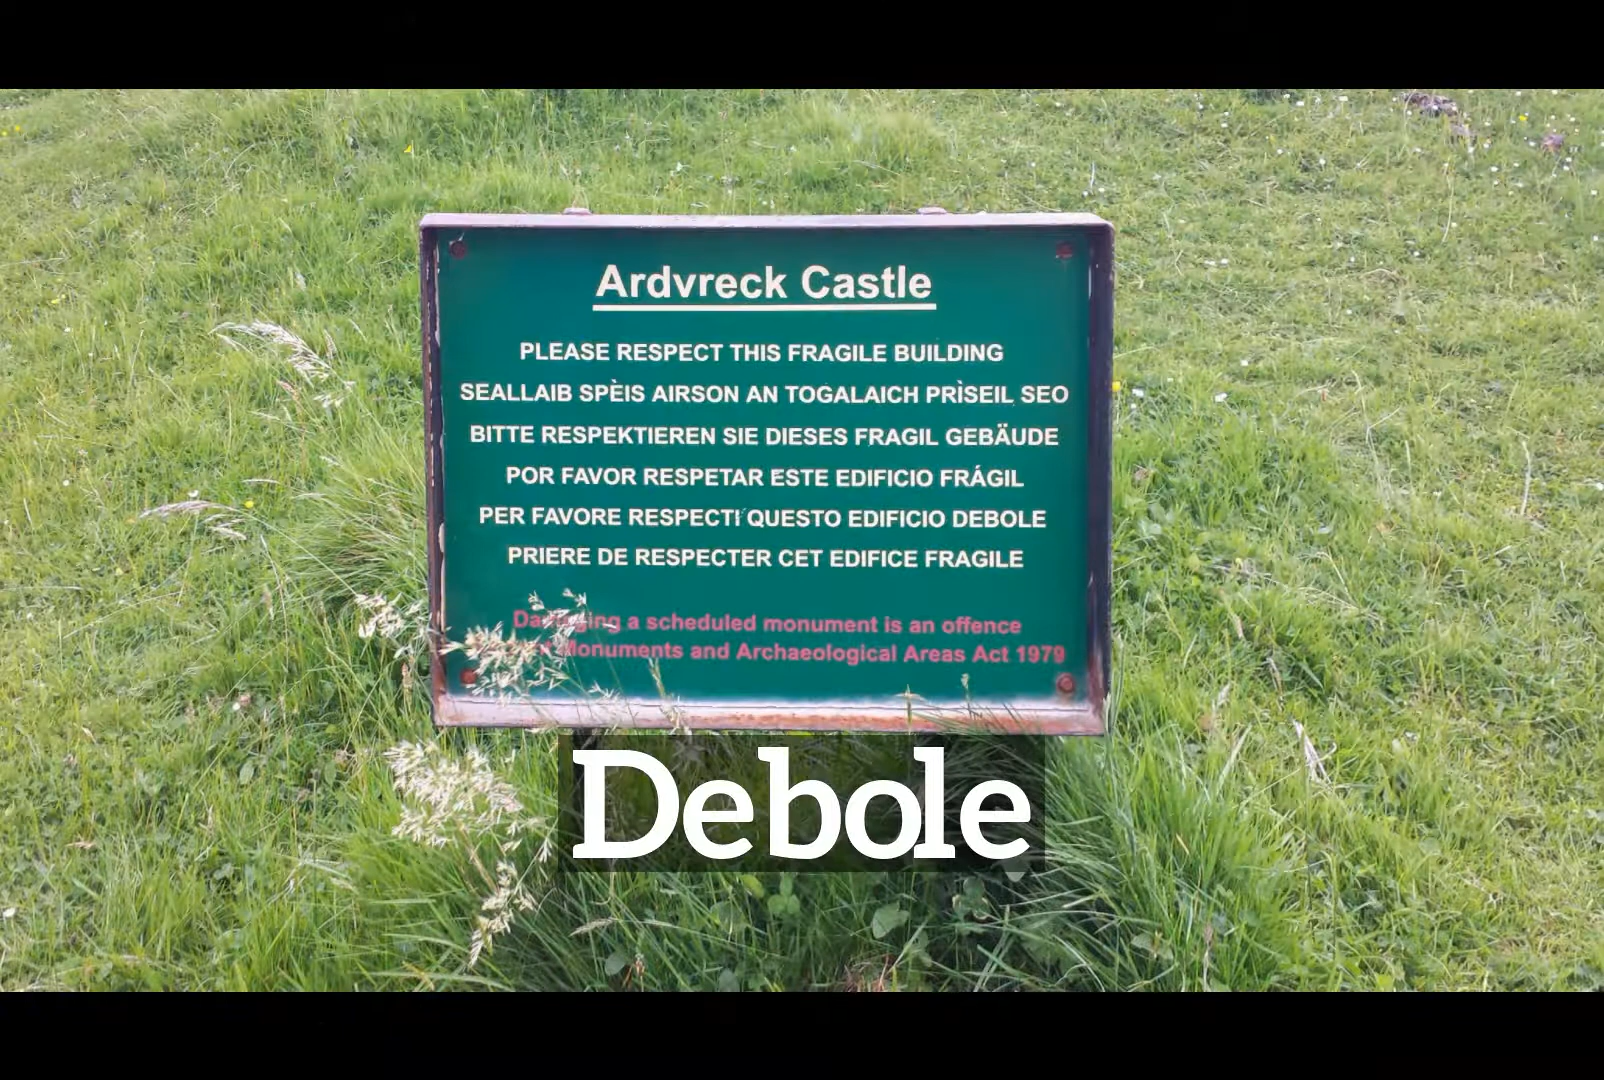 Ardvreck Castle
PLEASE RESPECT THIS FRAGILE BUILDING
SEALLAIB SPÈIS AIRSON AN TOGALAICH PRÌSEIL SEO
BITTE RESPEKTIEREN SIE DIESES FRAGIL GEBÄUDE
POR FAVOR RESPETAR ESTE EDIFICIO FRÁGIL
PER FAVORE RESPECTI QUESTO EDIFICIO DEBOLE
PRIERE DE RESPECTER CET EDIFICE FRAGILE
Damaging a scheduled monument is an offence
Monuments and Archaeological Areas Act 1979
Debole